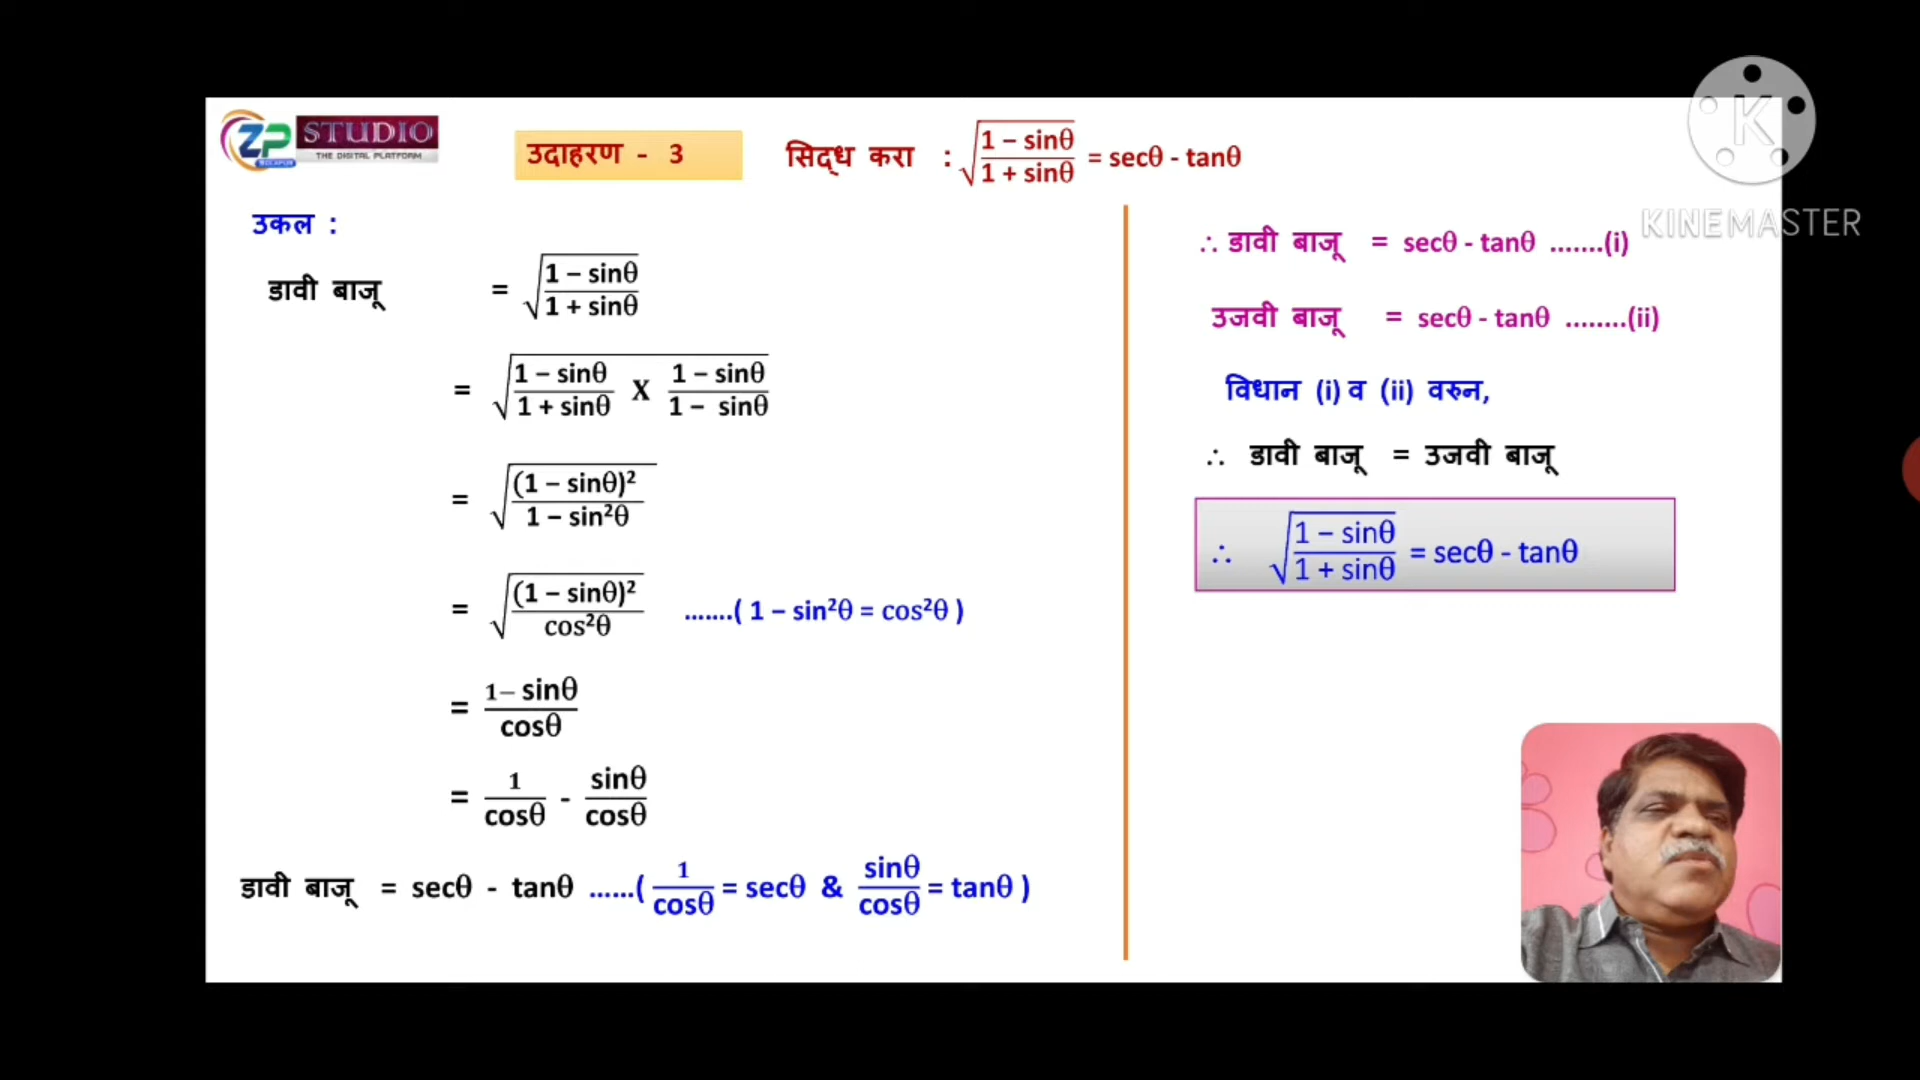 ZP STUDIO
SOLAPUR THE DIGITAL PLATFORM
उदाहरण - 3
सिद्ध करा : √((1 – sinθ)/(1 + sinθ)) = secθ - tanθ
KINEMASTER
उकल :
डावी बाजू = √((1 – sinθ)/(1 + sinθ))
= √((1 – sinθ)/(1 + sinθ) X (1 – sinθ)/(1 – sinθ))
= √((1 – sinθ)²/(1 – sin²θ))
= √((1 – sinθ)²/cos²θ) .......( 1 – sin²θ = cos²θ )
= (1– sinθ)/cosθ
= 1/cosθ - sinθ/cosθ
डावी बाजू = secθ - tanθ ......( 1/cosθ = secθ & sinθ/cosθ = tanθ )
∴ डावी बाजू = secθ - tanθ .......(i)
उजवी बाजू = secθ - tanθ ........(ii)
विधान (i) व (ii) वरुन,
∴ डावी बाजू = उजवी बाजू
∴ √((1 – sinθ)/(1 + sinθ)) = secθ - tanθ